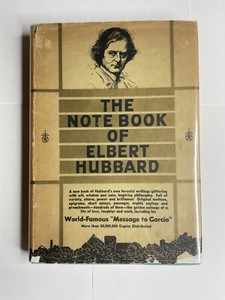 THE
NOTE BOOK
OF
ELBERT
HUBBARD
A new book of Hubbard's own forceful writings glittering
with wit, wisdom and sane, inspiring philosophy. Full of
variety, charm, power and brilliance! Original mottoes,
epigrams, short essays, passages, orphic sayings and
preachments—hundreds of them—the golden coinage of a
life of love, laughter and work, including his
World-Famous "Message to Garcia"
More than 50,000,000 Copies Distributed